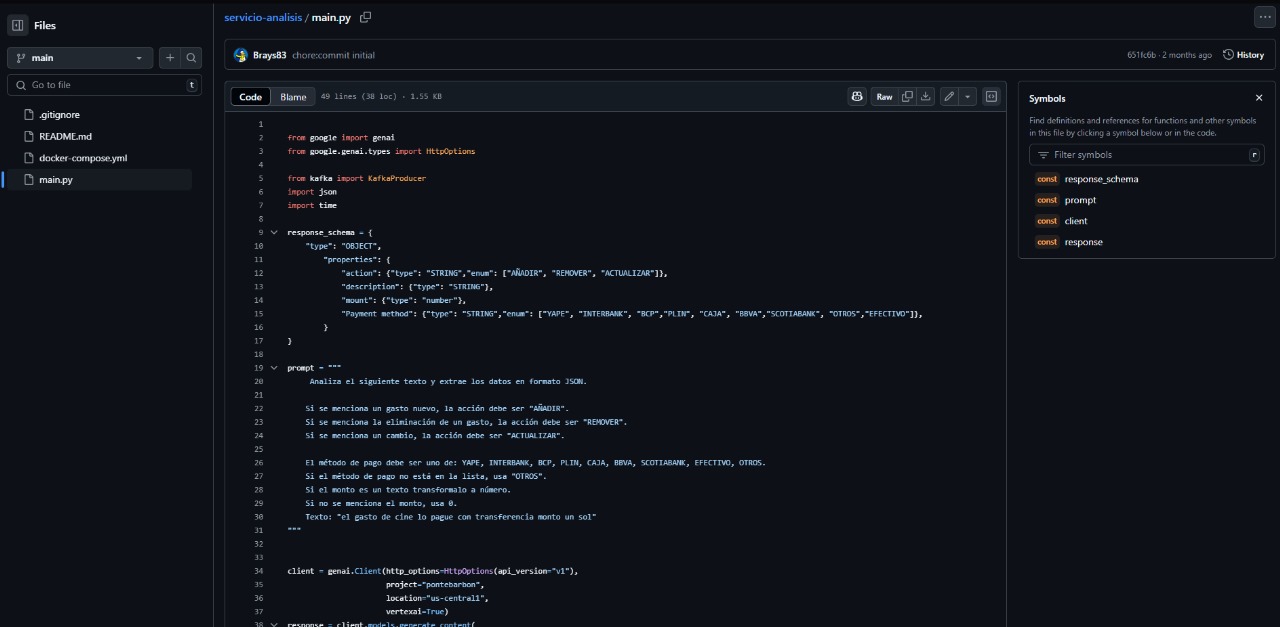 Files
servicio-analisis / main.py
main
Go to file
t
.gitignore
README.md
docker-compose.yml
main.py
Brays83 chore:commit initial
651fc6b · 2 months ago
History
Code
Blame
49 lines (38 loc) · 1.55 KB
Raw
1
2 from google import genai
3 from google.genai.types import HttpOptions
4
5 from kafka import KafkaProducer
6 import json
7 import time
8
9 response_schema = {
10 "type": "OBJECT",
11 "properties": {
12 "action": {"type": "STRING","enum": ["AÑADIR", "REMOVER", "ACTUALIZAR"]},
13 "description": {"type": "STRING"},
14 "mount": {"type": "number"},
15 "Payment method": {"type": "STRING","enum": ["YAPE", "INTERBANK", "BCP","PLIN", "CAJA", "BBVA","SCOTIABANK", "OTROS","EFECTIVO"]},
16 }
17 }
18
19 prompt = """
20 Analiza el siguiente texto y extrae los datos en formato JSON.
21
22 Si se menciona un gasto nuevo, la acción debe ser "AÑADIR".
23 Si se menciona la eliminación de un gasto, la acción debe ser "REMOVER".
24 Si se menciona un cambio, la acción debe ser "ACTUALIZAR".
25
26 El método de pago debe ser uno de: YAPE, INTERBANK, BCP, PLIN, CAJA, BBVA, SCOTIABANK, EFECTIVO, OTROS.
27 Si el método de pago no está en la lista, usa "OTROS".
28 Si el monto es un texto transformalo a número.
29 Si no se menciona el monto, usa 0.
30 Texto: "el gasto de cine lo pague con transferencia monto un sol"
31 """
32
33
34 client = genai.Client(http_options=HttpOptions(api_version="v1"),
35 project="pontebarbon",
36 location="us-central1",
37 vertexai=True)
38 response = client.models.generate_content(
Symbols
Find definitions and references for functions and other symbols
in this file by clicking a symbol below or in the code.
Filter symbols
r
const response_schema
const prompt
const client
const response